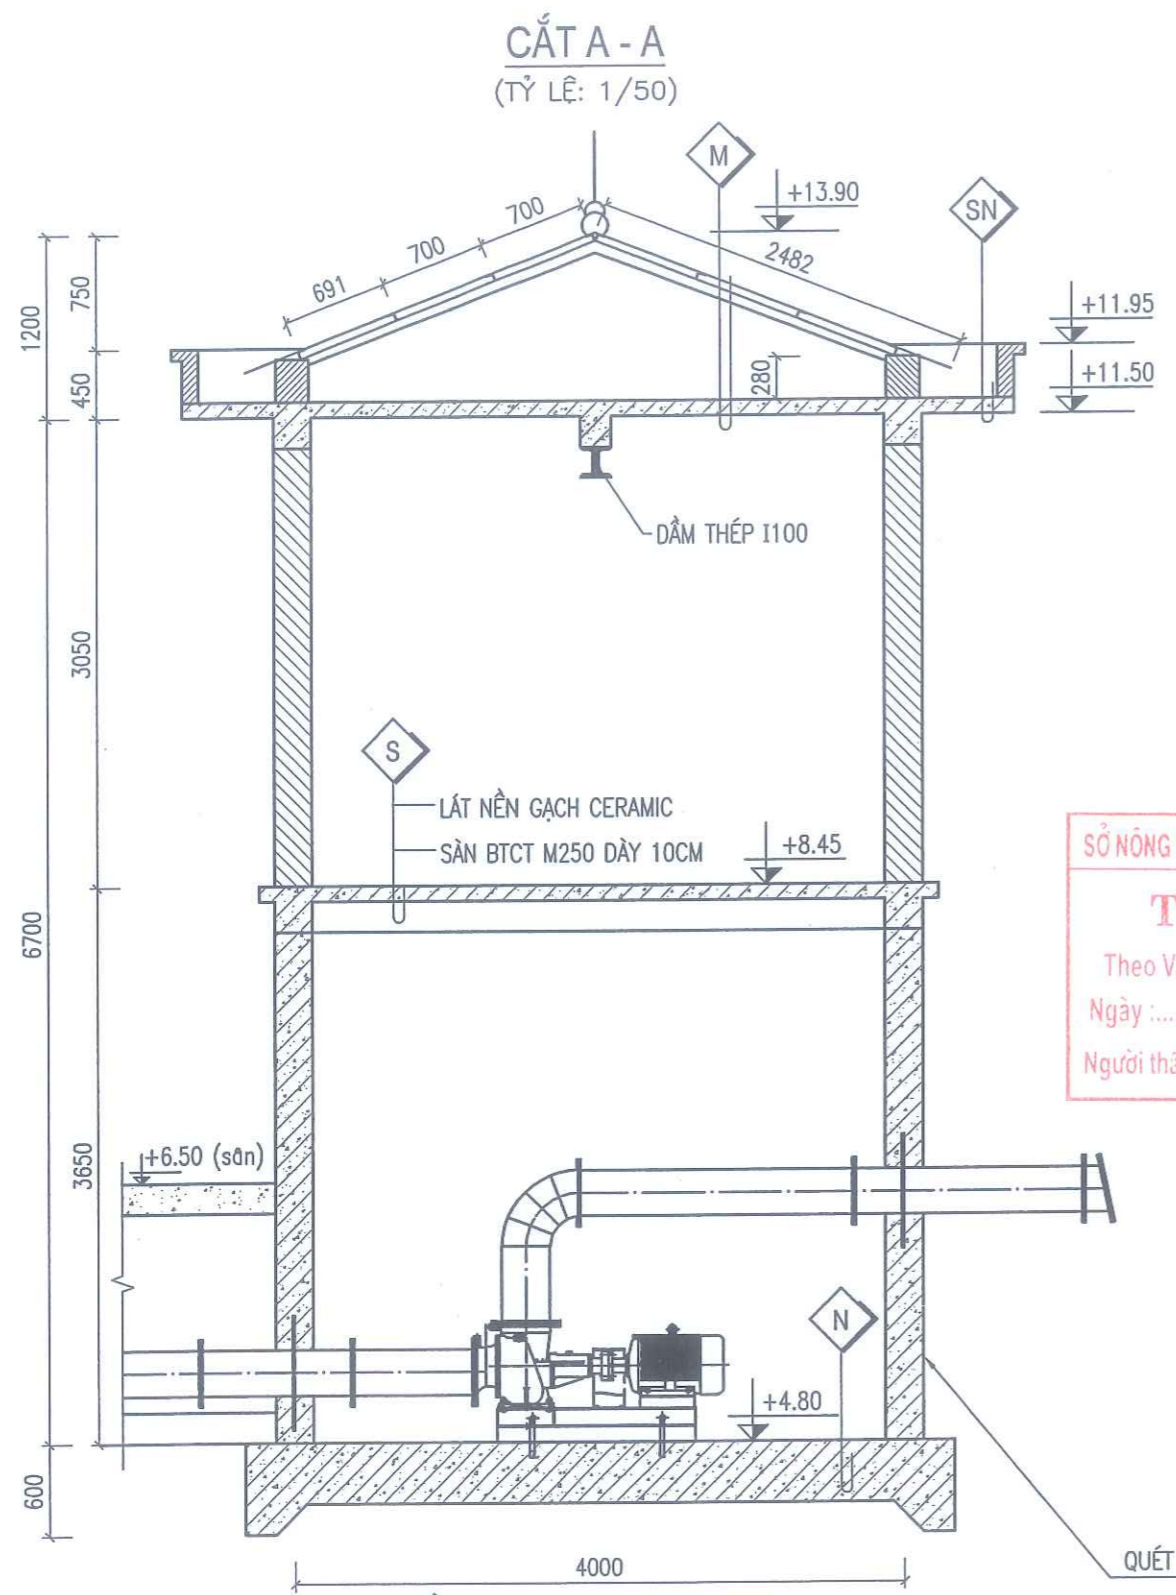 CẮT A - A
(TỶ LỆ: 1/50)
M
+13.90
SN
700
700
691
2482
750
1200
450
280
+11.95
+11.50
DẦM THÉP I100
3050
S
LÁT NỀN GẠCH CERAMIC
SÀN BTCT M250 DÀY 10CM
+8.45
SỞ NÔNG
T
Theo V
Ngày :...
Người thẩ
6700
3650
+6.50 (sân)
N
+4.80
600
4000
QUÉT